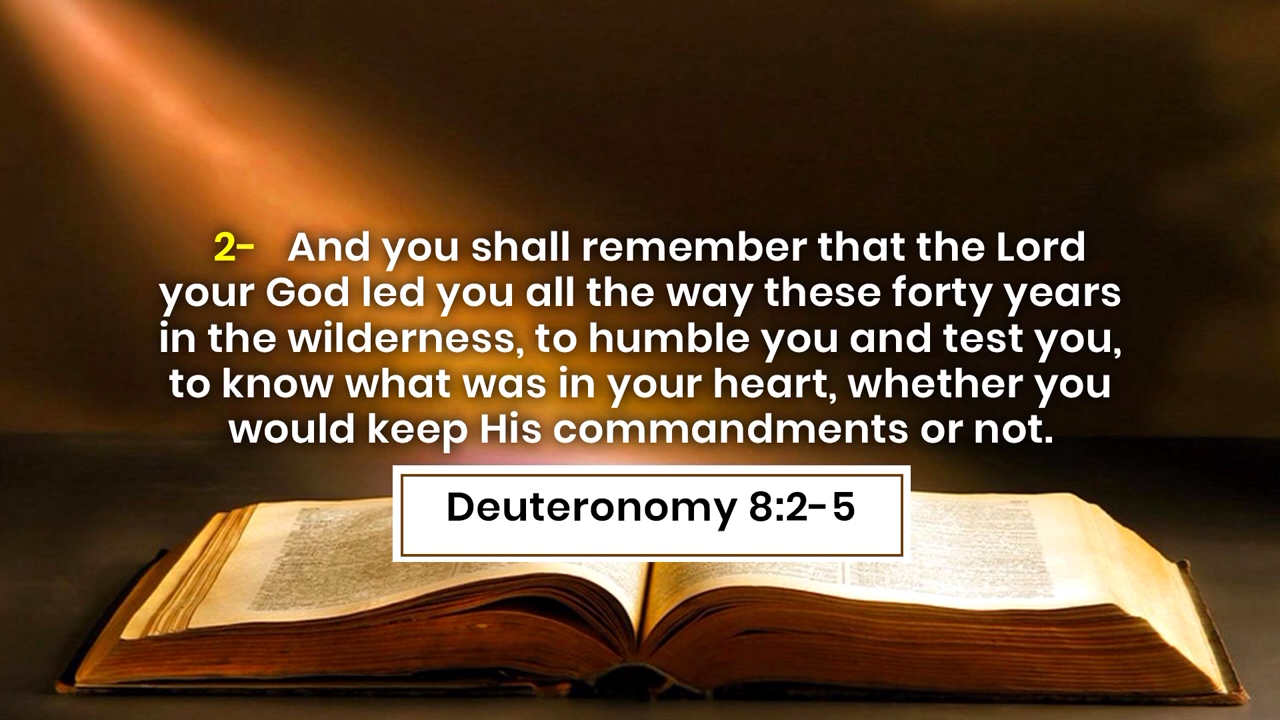 2- And you shall remember that the Lord
your God led you all the way these forty years
in the wilderness, to humble you and test you,
to know what was in your heart, whether you
would keep His commandments or not.
Deuteronomy 8:2-5